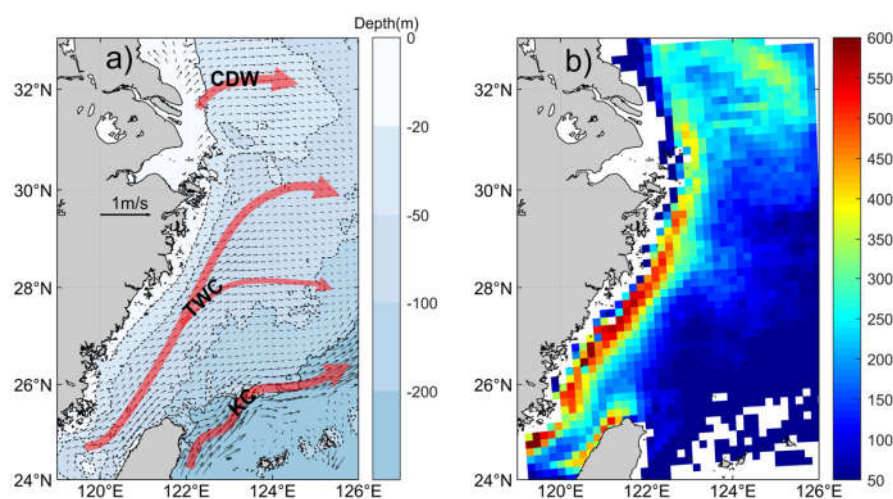 Depth(m)
a)
CDW
1m/s
TWC
KC
32°N
30°N
28°N
26°N
24°N
120°E
122°E
124°E
126°E
0
-20
-50
-100
-200
b)
32°N
30°N
28°N
26°N
24°N
120°E
122°E
124°E
126°E
600
550
500
450
400
350
300
250
200
150
100
50